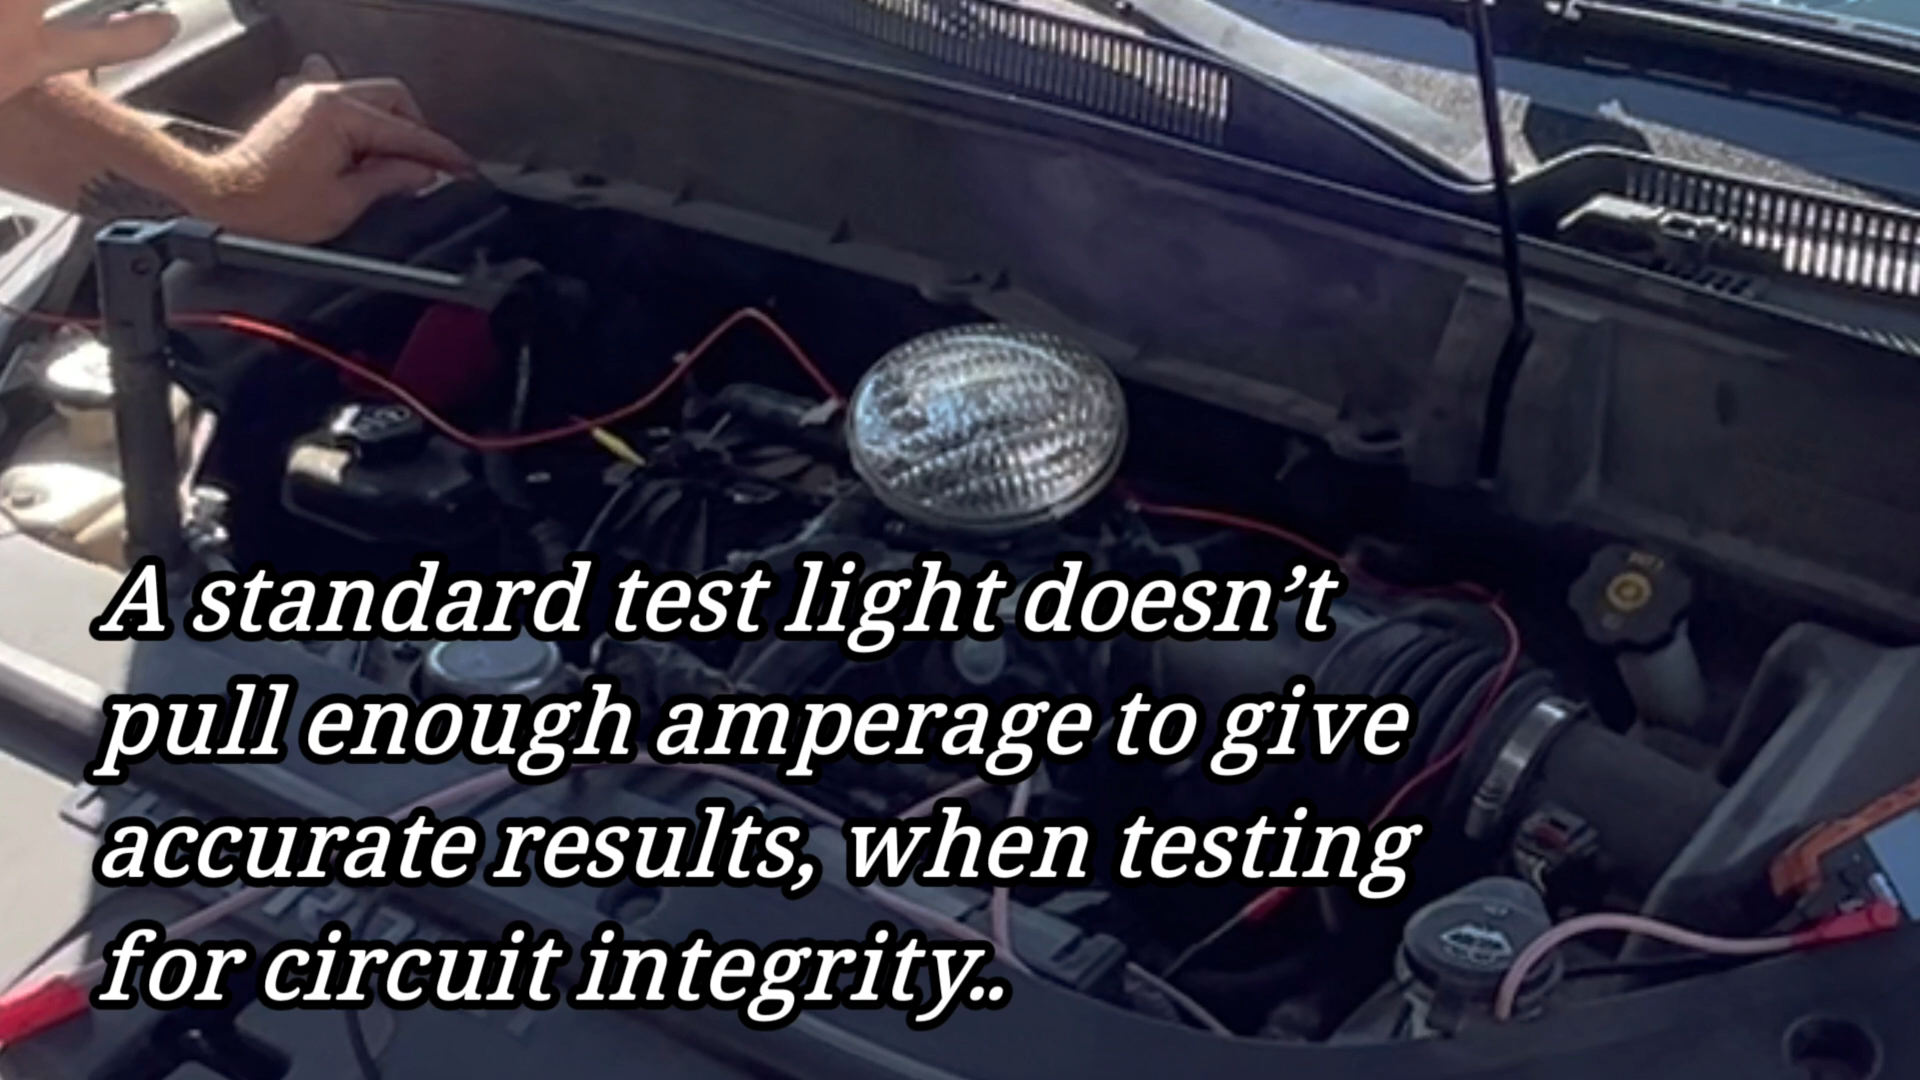 A standard test light doesn’t
pull enough amperage to give
accurate results, when testing
for circuit integrity..